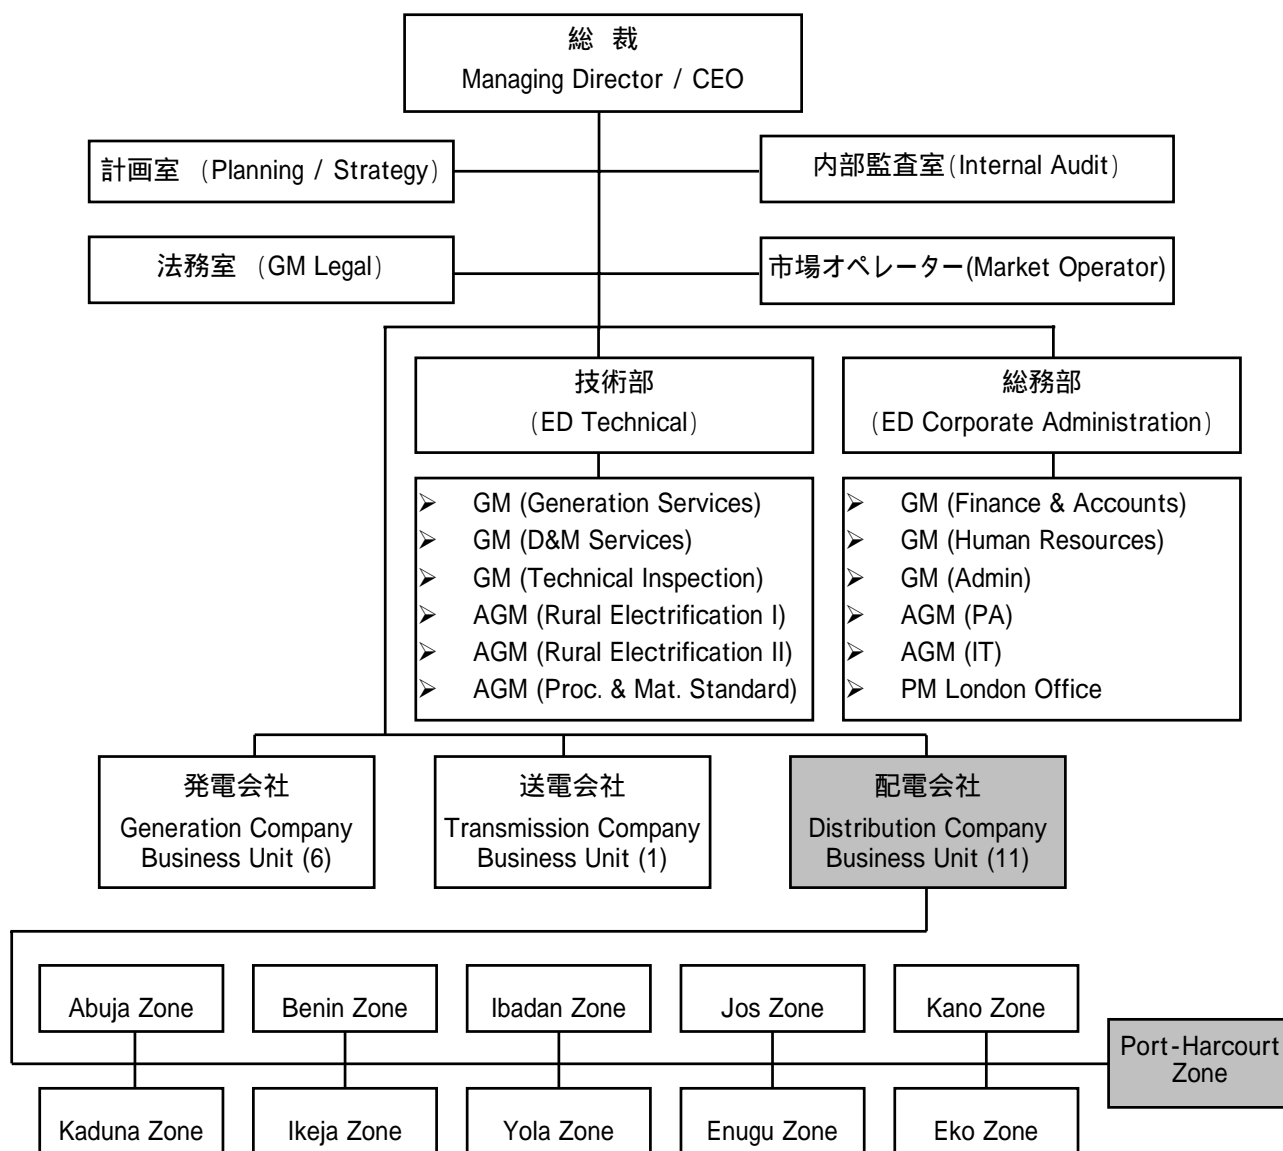 総 裁
Managing Director / CEO
計画室 (Planning / Strategy)
内部監査室(Internal Audit)
法務室 (GM Legal)
市場オペレーター(Market Operator)
技術部
(ED Technical)
総務部
(ED Corporate Administration)
➢ GM (Generation Services)
➢ GM (D&M Services)
➢ GM (Technical Inspection)
➢ AGM (Rural Electrification I)
➢ AGM (Rural Electrification II)
➢ AGM (Proc. & Mat. Standard)
➢ GM (Finance & Accounts)
➢ GM (Human Resources)
➢ GM (Admin)
➢ AGM (PA)
➢ AGM (IT)
➢ PM London Office
発電会社
Generation Company
Business Unit (6)
送電会社
Transmission Company
Business Unit (1)
配電会社
Distribution Company
Business Unit (11)
Abuja Zone
Benin Zone
Ibadan Zone
Jos Zone
Kano Zone
Port-Harcourt
Zone
Kaduna Zone
Ikeja Zone
Yola Zone
Enugu Zone
Eko Zone